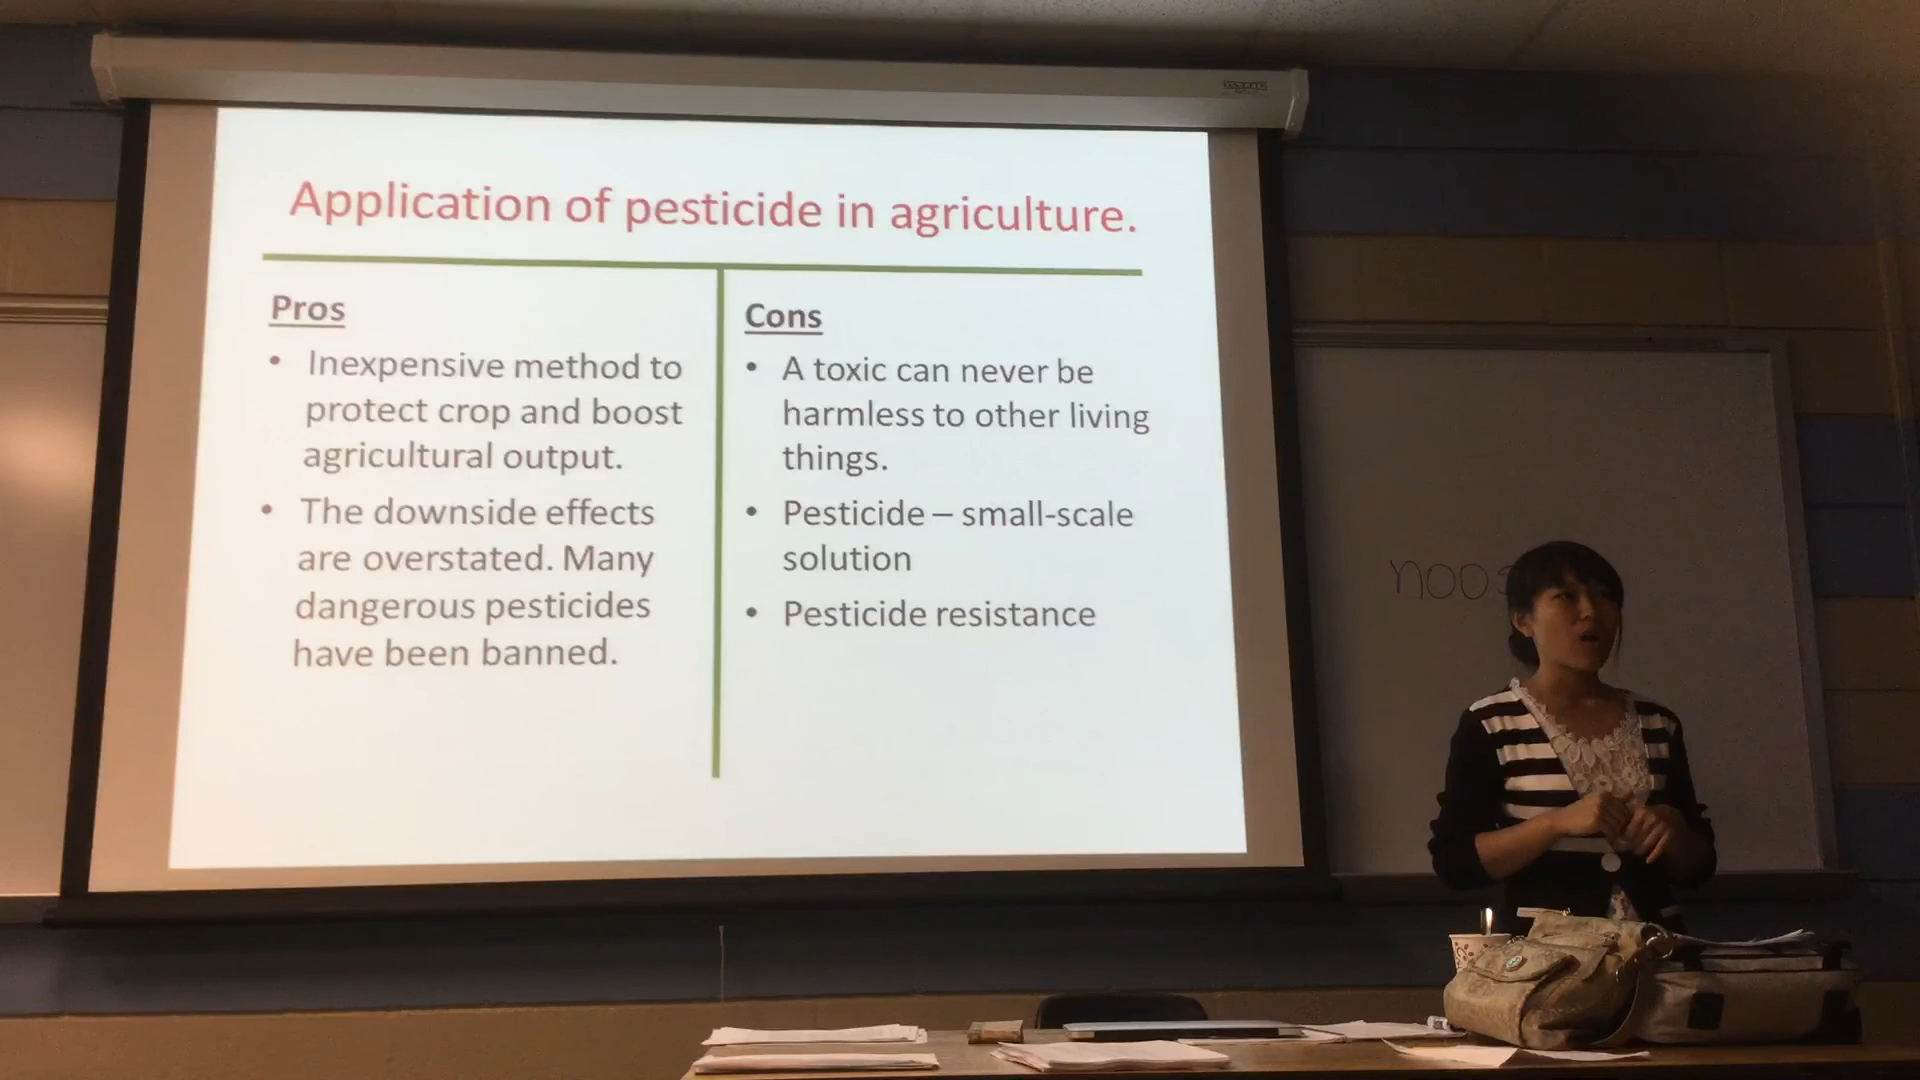 Application of pesticide in agriculture.
Pros
• Inexpensive method to
protect crop and boost
agricultural output.
• The downside effects
are overstated. Many
dangerous pesticides
have been banned.
Cons
• A toxic can never be
harmless to other living
things.
• Pesticide – small-scale
solution
• Pesticide resistance